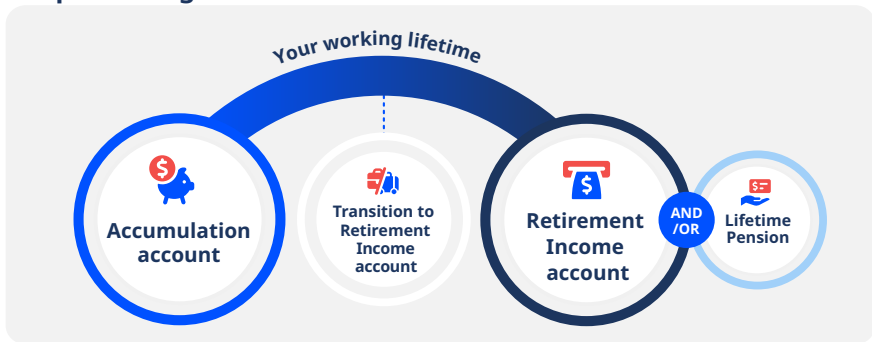 Your working lifetime
$
Accumulation
account
Transition to
Retirement
Income
account
$
Retirement
Income
account
AND
/OR
$
Lifetime
Pension